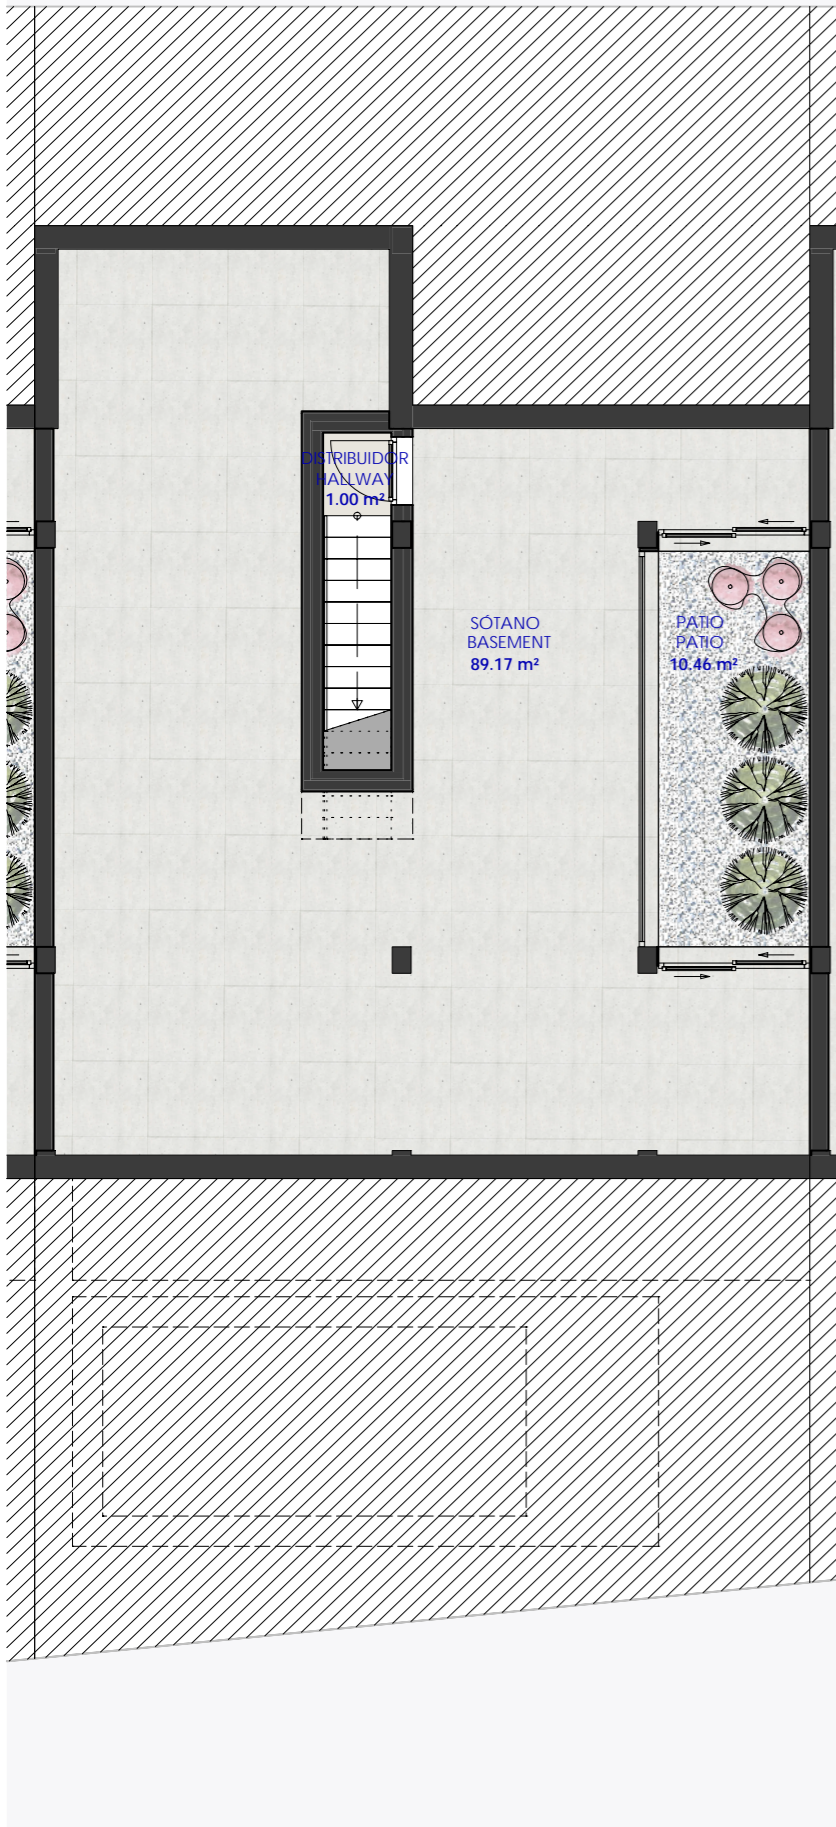 DISTRIBUIDOR
HALLWAY
1.00 m²
SÓTANO
BASEMENT
89.17 m²
PATIO
PATIO
10.46 m²